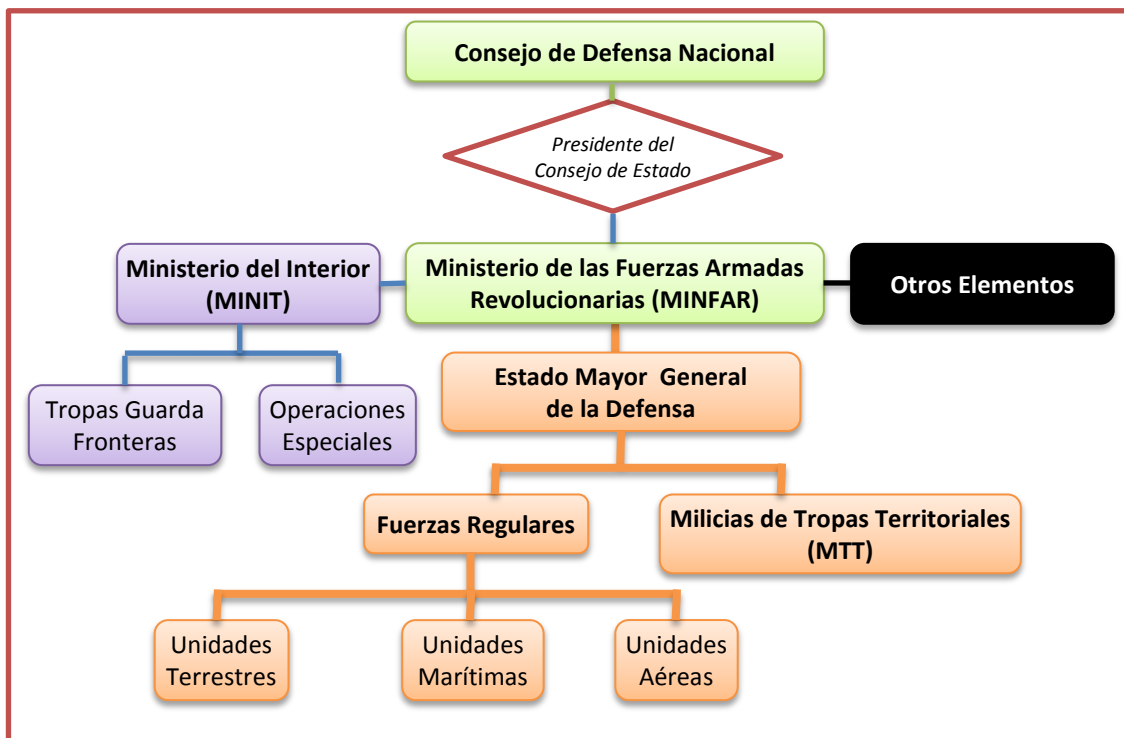 Consejo de Defensa Nacional
Presidente del
Consejo de Estado
Ministerio del Interior
(MINIT)
Ministerio de las Fuerzas Armadas
Revolucionarias (MINFAR)
Otros Elementos
Estado Mayor General
de la Defensa
Tropas Guarda
Fronteras
Operaciones
Especiales
Fuerzas Regulares
Milicias de Tropas Territoriales
(MTT)
Unidades
Terrestres
Unidades
Marítimas
Unidades
Aéreas